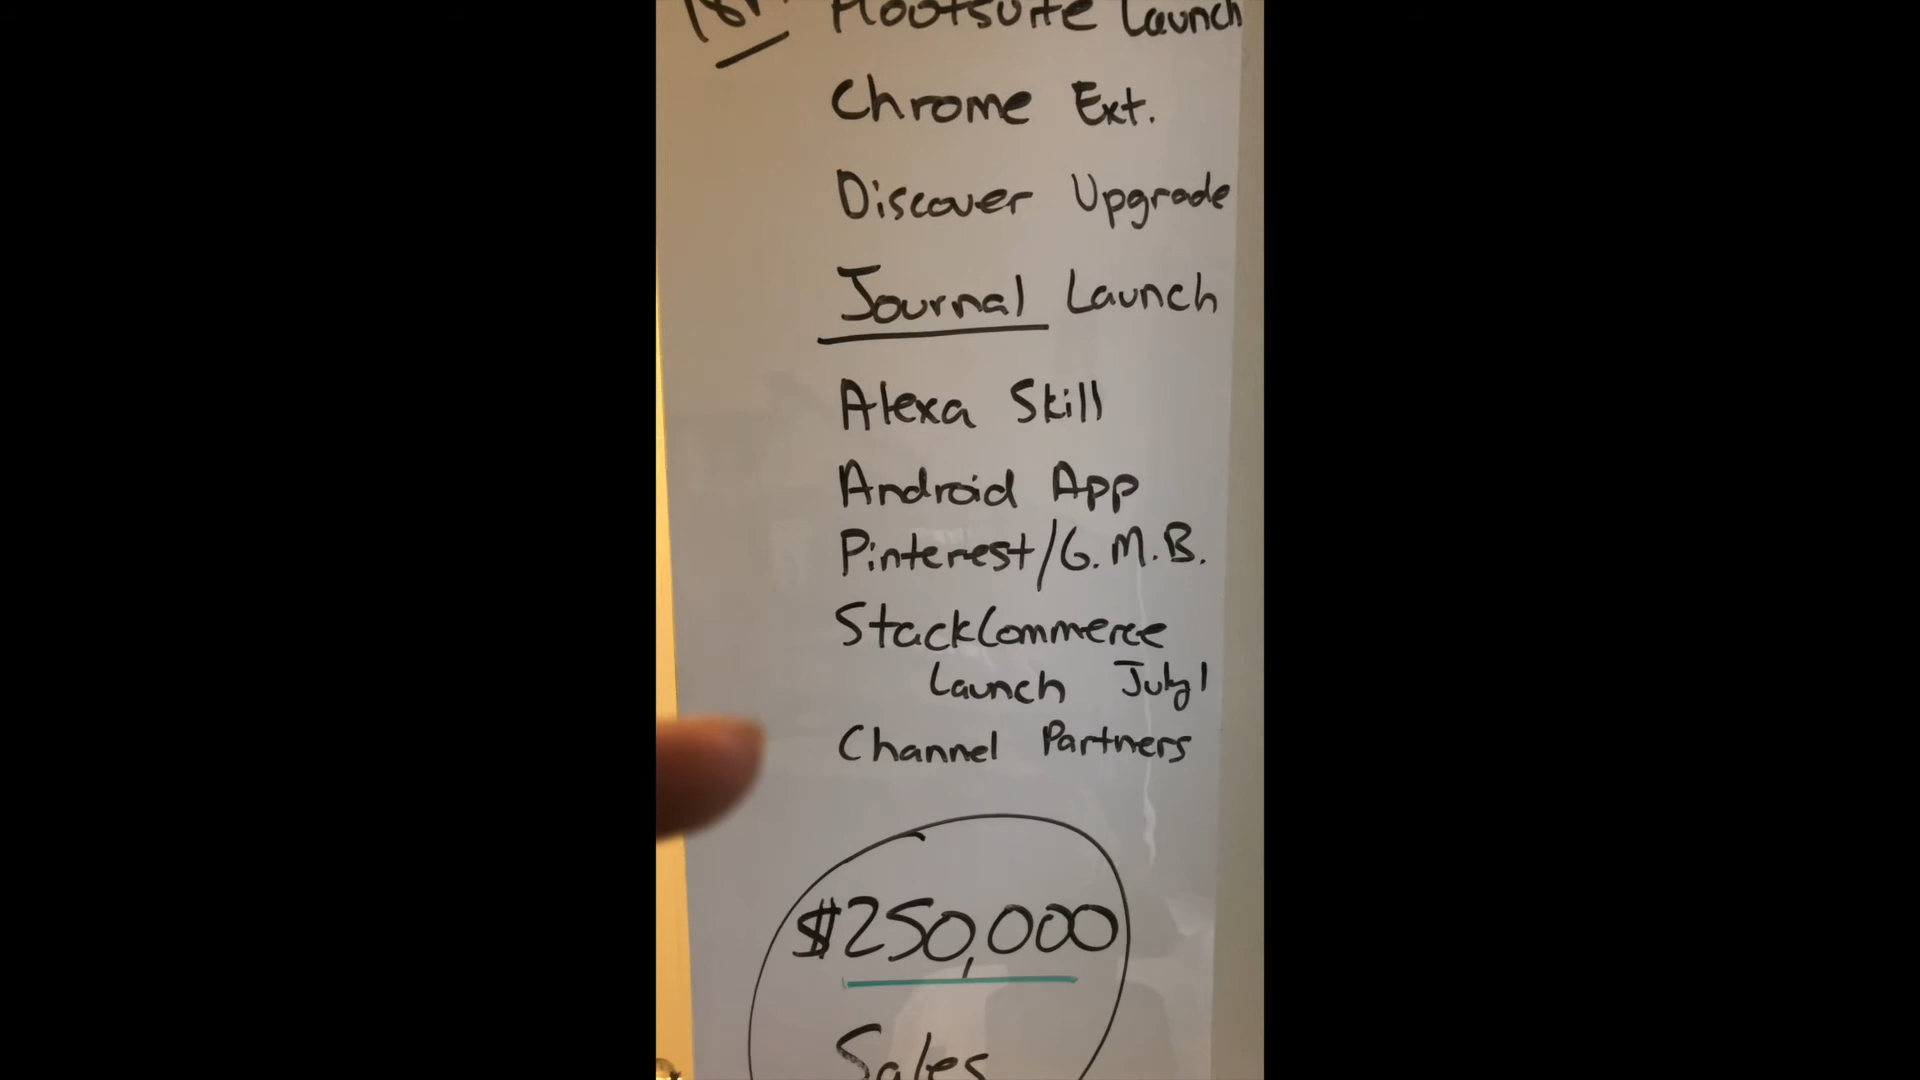 Hootsuite Launch
Chrome Ext.
Discover Upgrade
Journal Launch
Alexa Skill
Android App
Pinterest/G.M.B.
StackCommerce
Launch July 1
Channel Partners
$250,000
Sales